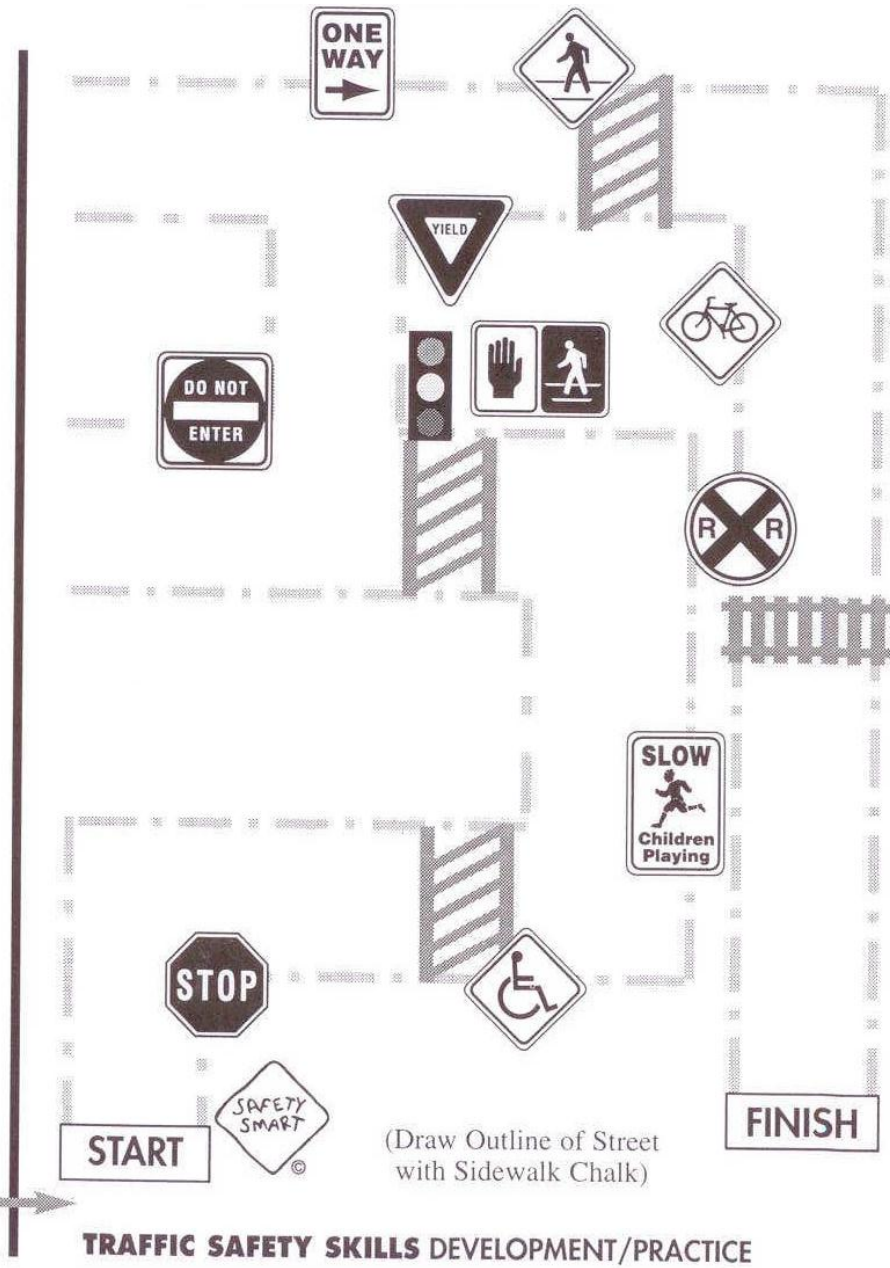 ONE
WAY
YIELD
DO NOT
ENTER
R R
SLOW
Children
Playing
STOP
SAFETY
SMART
©
START
(Draw Outline of Street
with Sidewalk Chalk)
FINISH
TRAFFIC SAFETY SKILLS DEVELOPMENT/PRACTICE